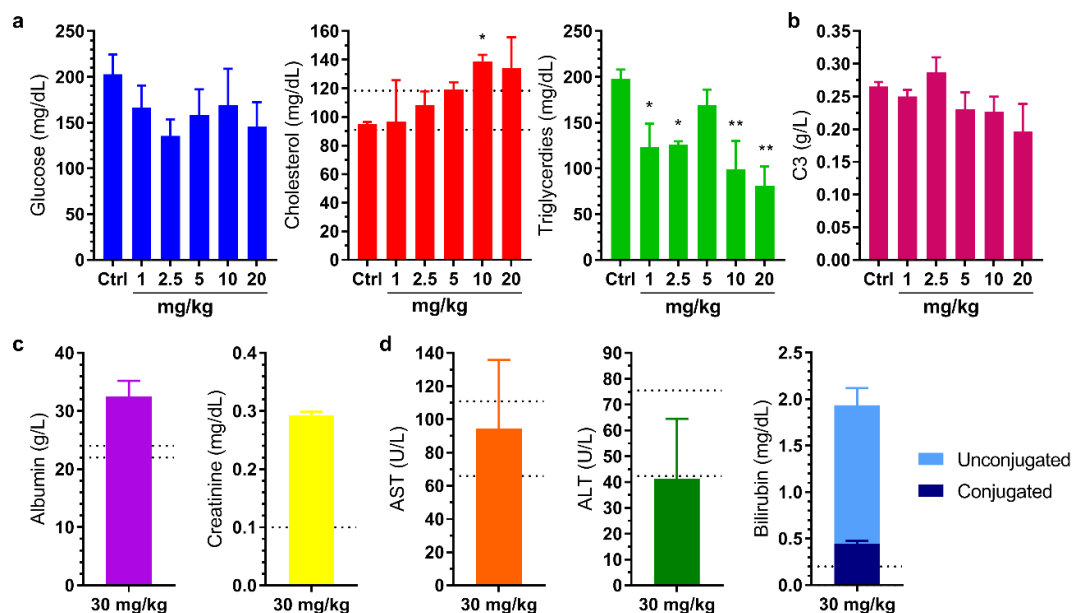 a
Glucose (mg/dL)
250
200
150
100
50
0
Ctrl 1 2.5 5 10 20
mg/kg
Cholesterol (mg/dL)
160
140
120
100
80
60
40
20
0
*
Ctrl 1 2.5 5 10 20
mg/kg
Triglycerdies (mg/dL)
250
200
150
100
50
0
* * ** **
Ctrl 1 2.5 5 10 20
mg/kg
b
C3 (g/L)
0.35
0.30
0.25
0.20
0.15
0.10
0.05
0.00
Ctrl 1 2.5 5 10 20
mg/kg
c
Albumin (g/L)
40
30
20
10
0
30 mg/kg
Creatinine (mg/dL)
0.4
0.3
0.2
0.1
0.0
30 mg/kg
d
AST (U/L)
140
120
100
80
60
40
20
0
30 mg/kg
ALT (U/L)
90
80
70
60
50
40
30
20
10
0
30 mg/kg
Bilirubin (mg/dL)
2.5
2.0
1.5
1.0
0.5
0.0
30 mg/kg
Unconjugated
Conjugated